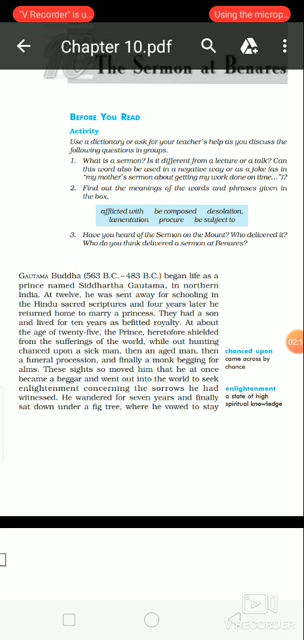 "V Recorder" is u..
Using the microp..
Chapter 10.pdf
The Sermon at Benares
BEFORE YOU READ
Activity
Use a dictionary or ask for your teacher's help as you discuss the
following questions in groups.
1. What is a sermon? Is it different from a lecture or a talk? Can
this word also be used in a negative way or as a joke (as in
"my mother's sermon about getting my work done on time…")?
2. Find out the meanings of the words and phrases given in
the box.
afflicted with be composed desolation,
lamentation procure be subject to
3. Have you heard of the Sermon on the Mount? Who delivered it?
Who do you think delivered a sermon at Benares?
GAUTAMA Buddha (563 B.C. – 483 B.C.) began life as a
prince named Siddhartha Gautama, in northern
India. At twelve, he was sent away for schooling in
the Hindu sacred scriptures and four years later he
returned home to marry a princess. They had a son
and lived for ten years as befitted royalty. At about
the age of twenty-five, the Prince, heretofore shielded
from the sufferings of the world, while out hunting
chanced upon a sick man, then an aged man, then
a funeral procession, and finally a monk begging for
alms. These sights so moved him that he at once
became a beggar and went out into the world to seek
enlightenment concerning the sorrows he had
witnessed. He wandered for seven years and finally
sat down under a fig tree, where he vowed to stay
chanced upon
came across by
chance
enlightenment
a state of high
spiritual knowledge
V RECORDER